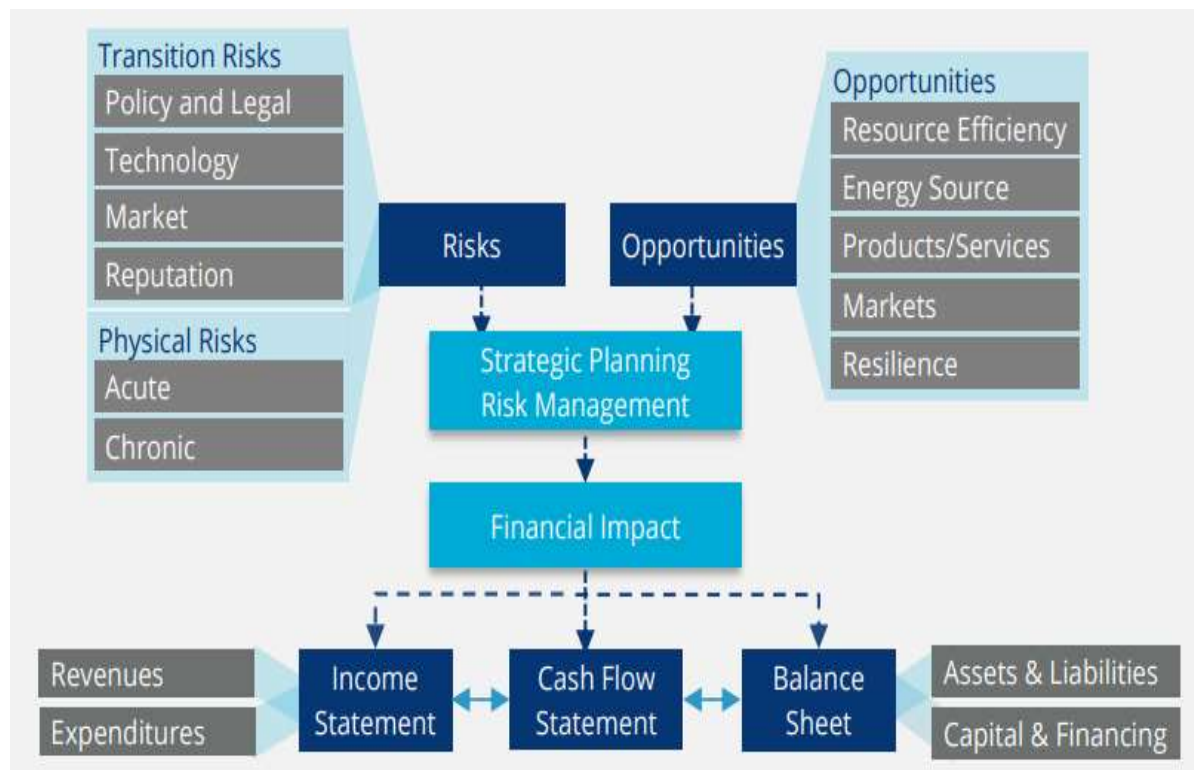 Transition Risks
Policy and Legal
Technology
Market
Reputation
Physical Risks
Acute
Chronic
Risks
Opportunities
Opportunities
Resource Efficiency
Energy Source
Products/Services
Markets
Resilience
Strategic Planning
Risk Management
Financial Impact
Revenues
Expenditures
Income
Statement
Cash Flow
Statement
Balance
Sheet
Assets & Liabilities
Capital & Financing